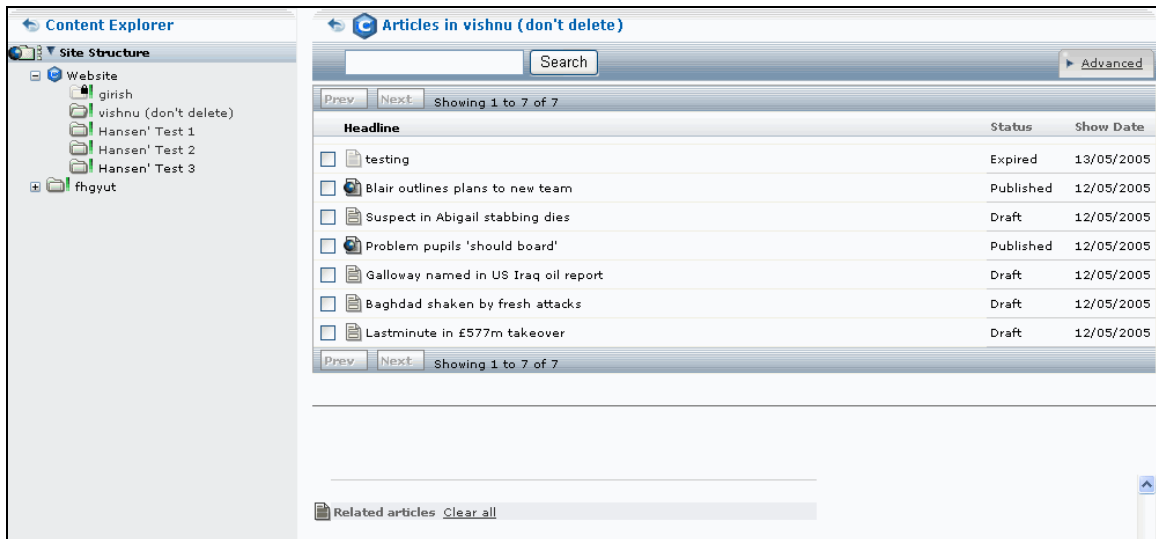 Content Explorer
Site Structure
Website
girish
vishnu (don't delete)
Hansen' Test 1
Hansen' Test 2
Hansen' Test 3
fhgyut
Articles in vishnu (don't delete)
Search
Advanced
Prev Next Showing 1 to 7 of 7
Headline Status Show Date
testing Expired 13/05/2005
Blair outlines plans to new team Published 12/05/2005
Suspect in Abigail stabbing dies Draft 12/05/2005
Problem pupils 'should board' Published 12/05/2005
Galloway named in US Iraq oil report Draft 12/05/2005
Baghdad shaken by fresh attacks Draft 12/05/2005
Lastminute in £577m takeover Draft 12/05/2005
Prev Next Showing 1 to 7 of 7
Related articles Clear all